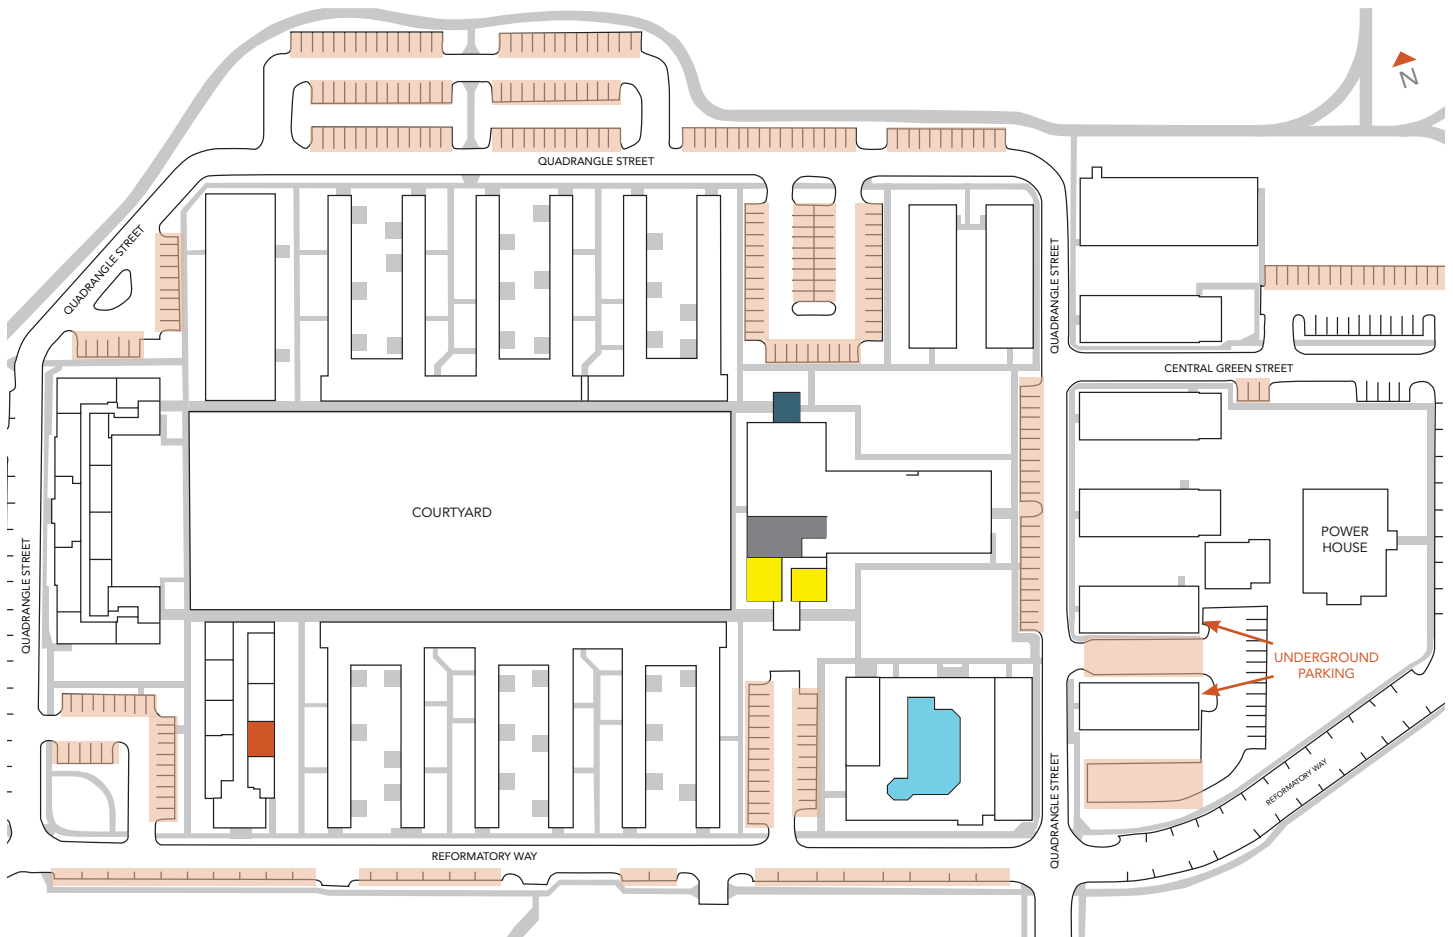 N
QUADRANGLE STREET
QUADRANGLE STREET
QUADRANGLE STREET
CENTRAL GREEN STREET
COURTYARD
POWER
HOUSE
QUADRANGLE STREET
UNDERGROUND
PARKING
REFORMATORY WAY
QUADRANGLE STREET
REFORMATORY WAY